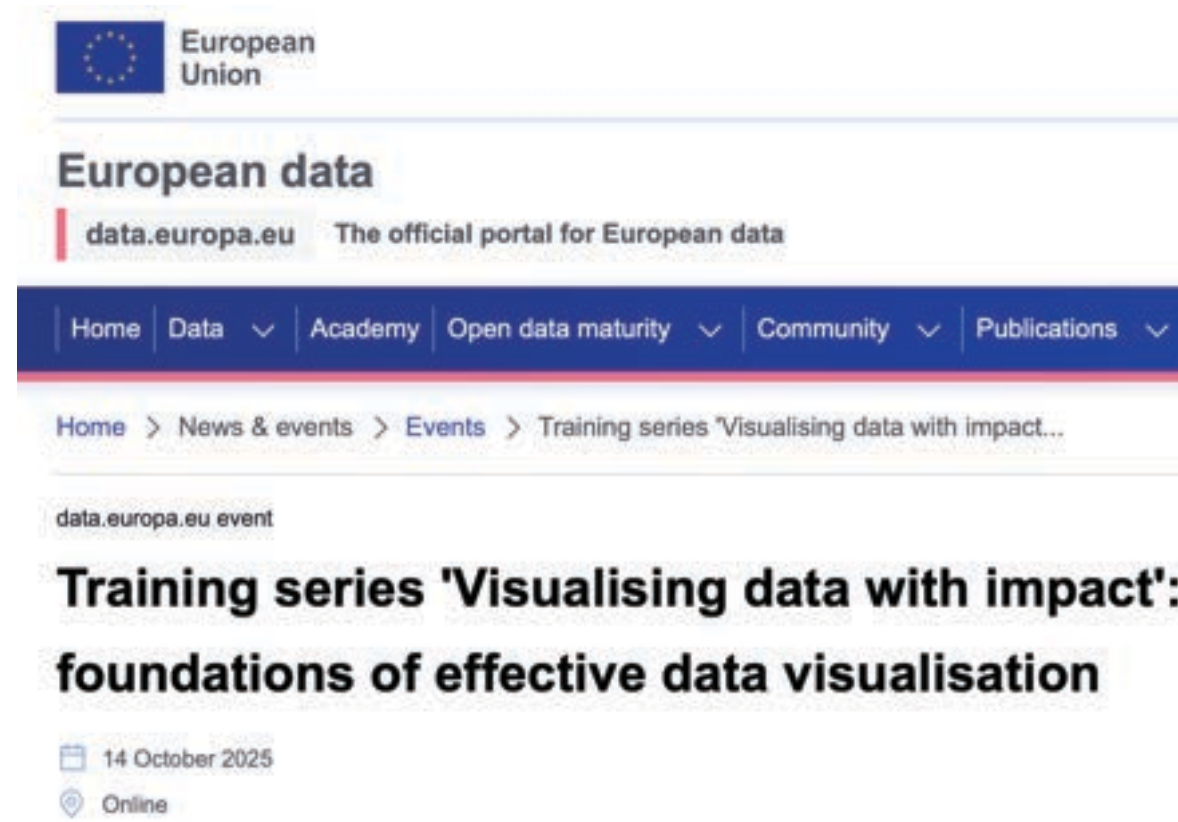 European
Union
European data
data.europa.eu The official portal for European data
Home Data Academy Open data maturity Community Publications
Home > News & events > Events > Training series 'Visualising data with impact...
data.europa.eu event
Training series 'Visualising data with impact':
foundations of effective data visualisation
14 October 2025
Online